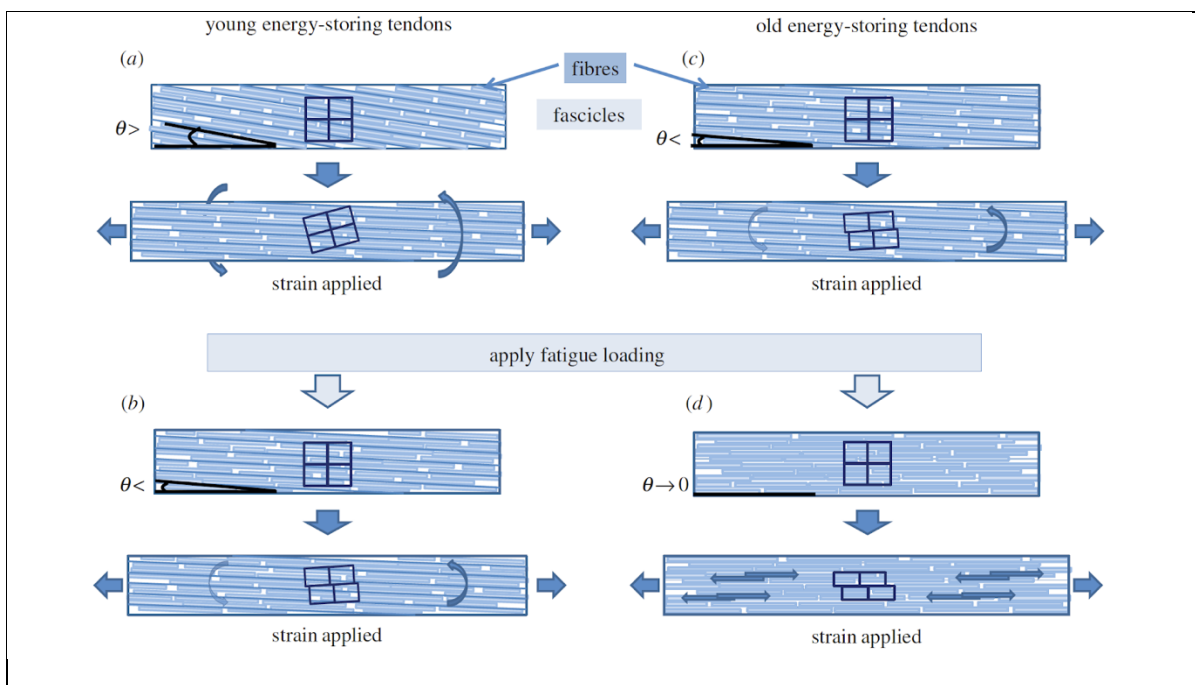 young energy-storing tendons
old energy-storing tendons
(a)
fibres
(c)
fascicles
θ>
θ<
strain applied
strain applied
apply fatigue loading
(b)
(d)
θ<
θ→0
strain applied
strain applied